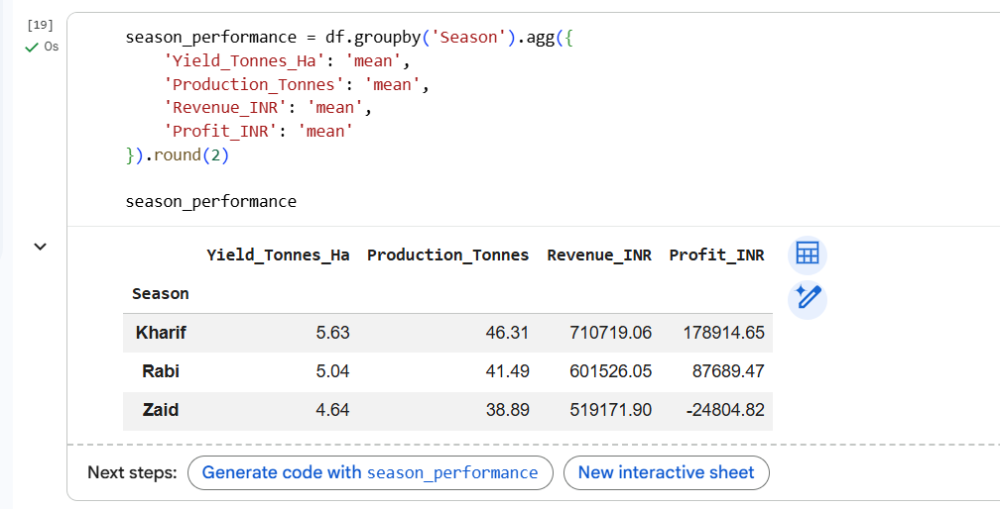 [19]
0s
season_performance = df.groupby('Season').agg({
    'Yield_Tonnes_Ha': 'mean',
    'Production_Tonnes': 'mean',
    'Revenue_INR': 'mean',
    'Profit_INR': 'mean'
}).round(2)
season_performance
Yield_Tonnes_Ha Production_Tonnes Revenue_INR Profit_INR
Season
Kharif 5.63 46.31 710719.06 178914.65
Rabi 5.04 41.49 601526.05 87689.47
Zaid 4.64 38.89 519171.90 -24804.82
Next steps: Generate code with season_performance New interactive sheet